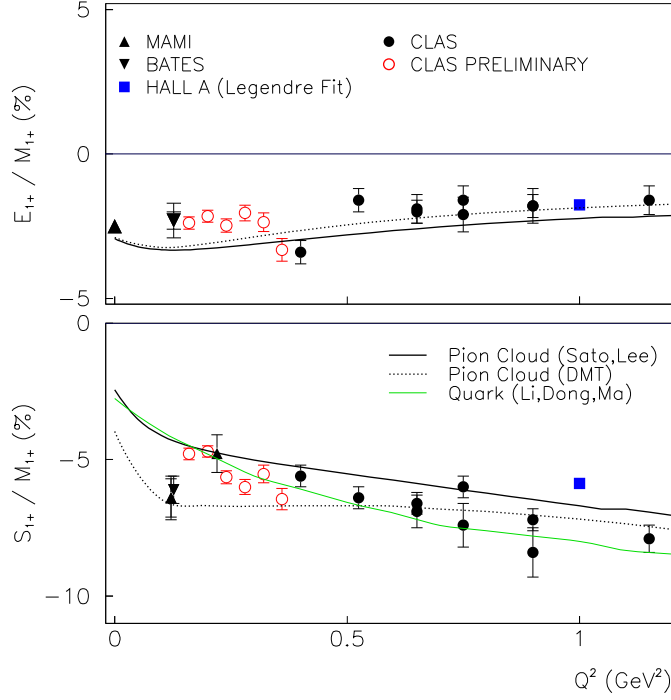 5
MAMI
CLAS
BATES
CLAS PRELIMINARY
HALL A (Legendre Fit)
E₁₊ / M₁₊ (%)
0
−5
0
Pion Cloud (Sato,Lee)
Pion Cloud (DMT)
Quark (Li,Dong,Ma)
S₁₊ / M₁₊ (%)
−5
−10
0
0.5
1
Q² (GeV²)